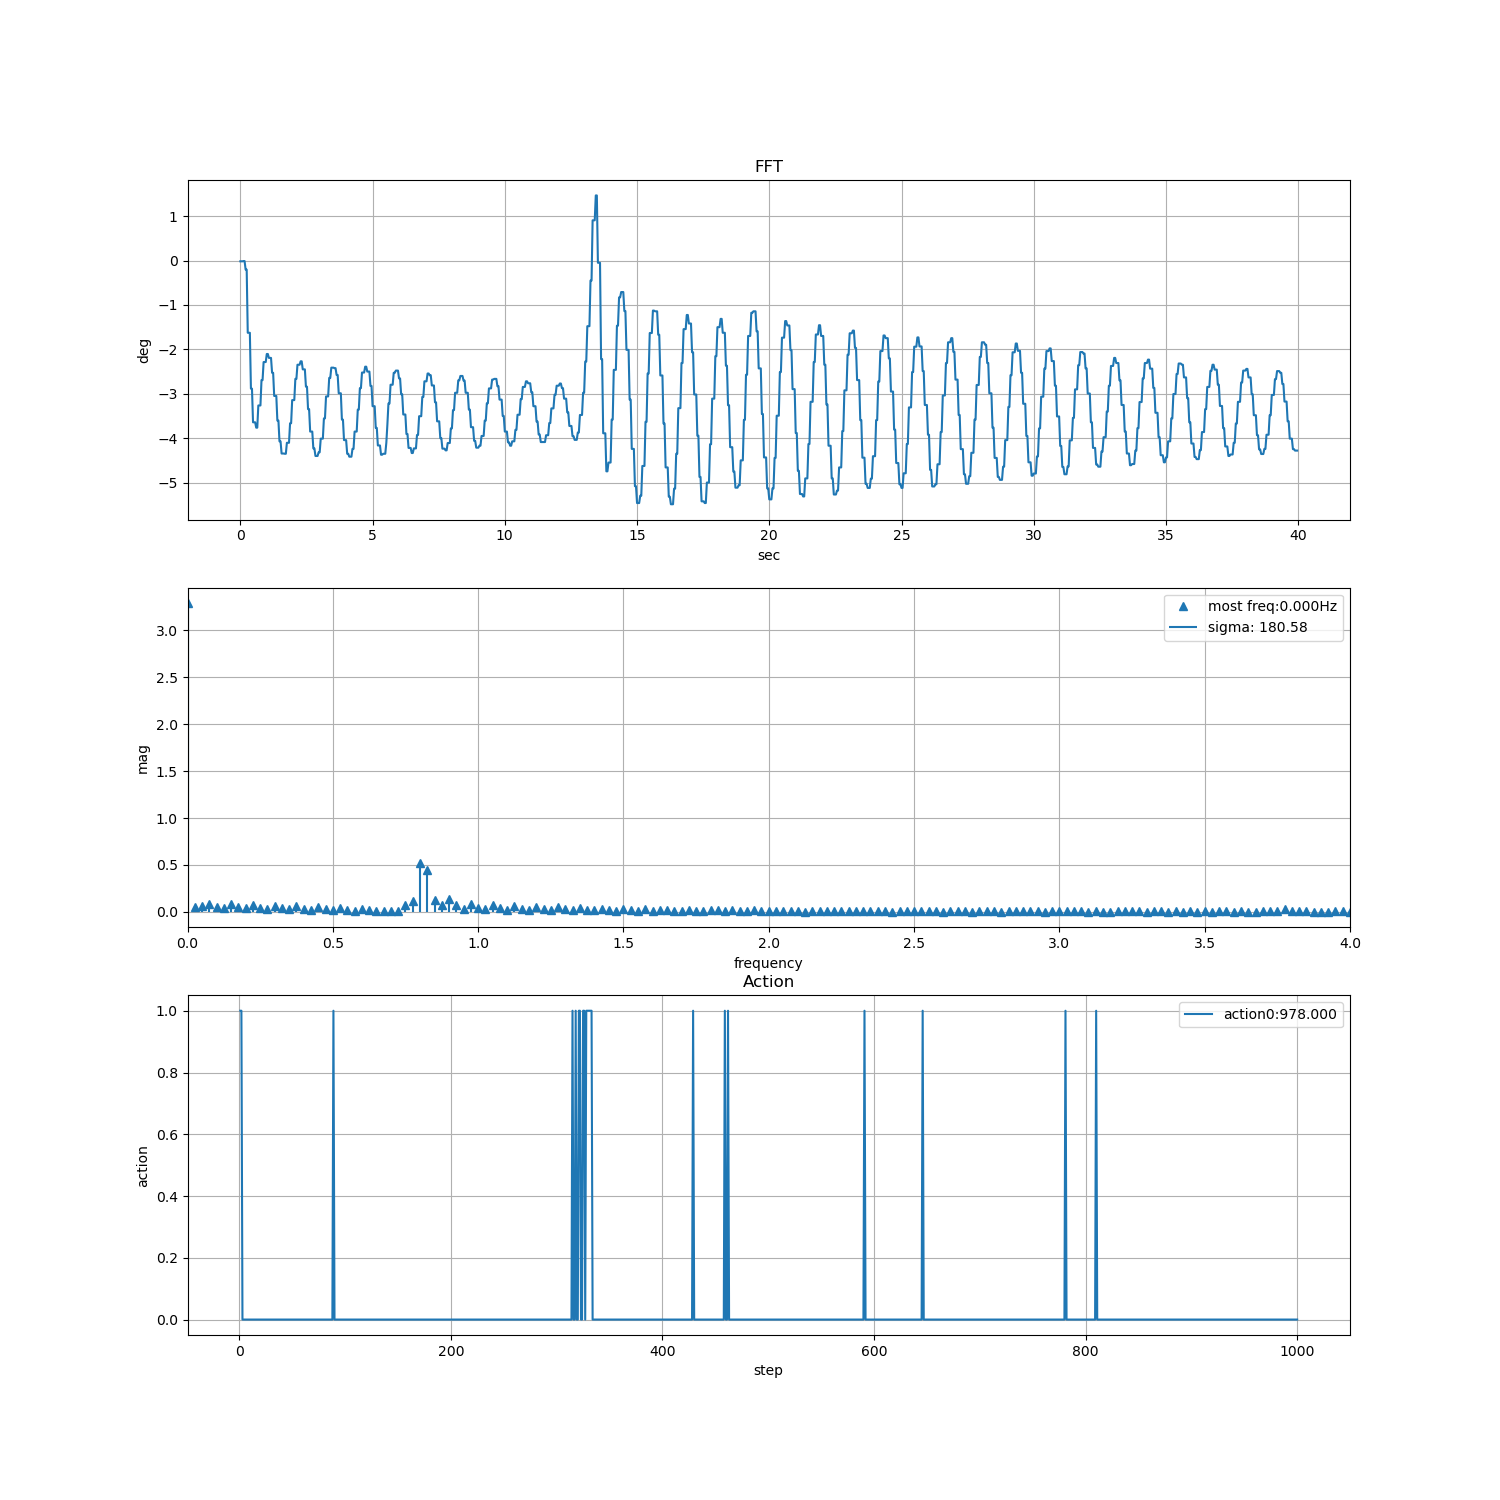 FFT
1
0
−1
−2
−3
−4
−5
deg
0 5 10 15 20 25 30 35 40
sec
most freq:0.000Hz
sigma: 180.58
3.0
2.5
2.0
1.5
1.0
0.5
0.0
mag
0.0 0.5 1.0 1.5 2.0 2.5 3.0 3.5 4.0
frequency
Action
action0:978.000
1.0
0.8
0.6
0.4
0.2
0.0
action
0 200 400 600 800 1000
step